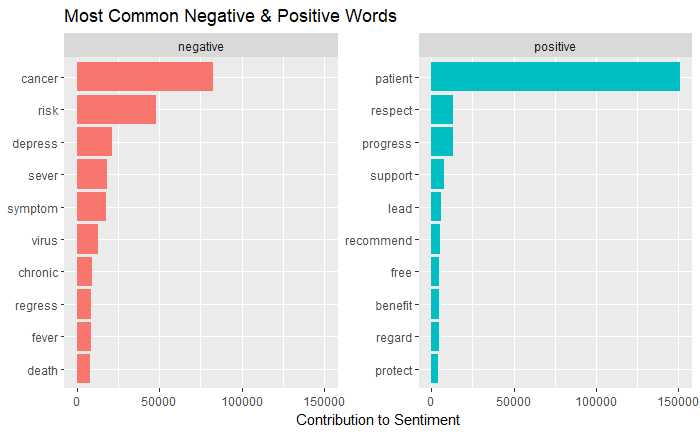 Most Common Negative & Positive Words
negative
cancer
risk
depress
sever
symptom
virus
chronic
regress
fever
death
0 50000 100000 150000
positive
patient
respect
progress
support
lead
recommend
free
benefit
regard
protect
0 50000 100000 150000
Contribution to Sentiment